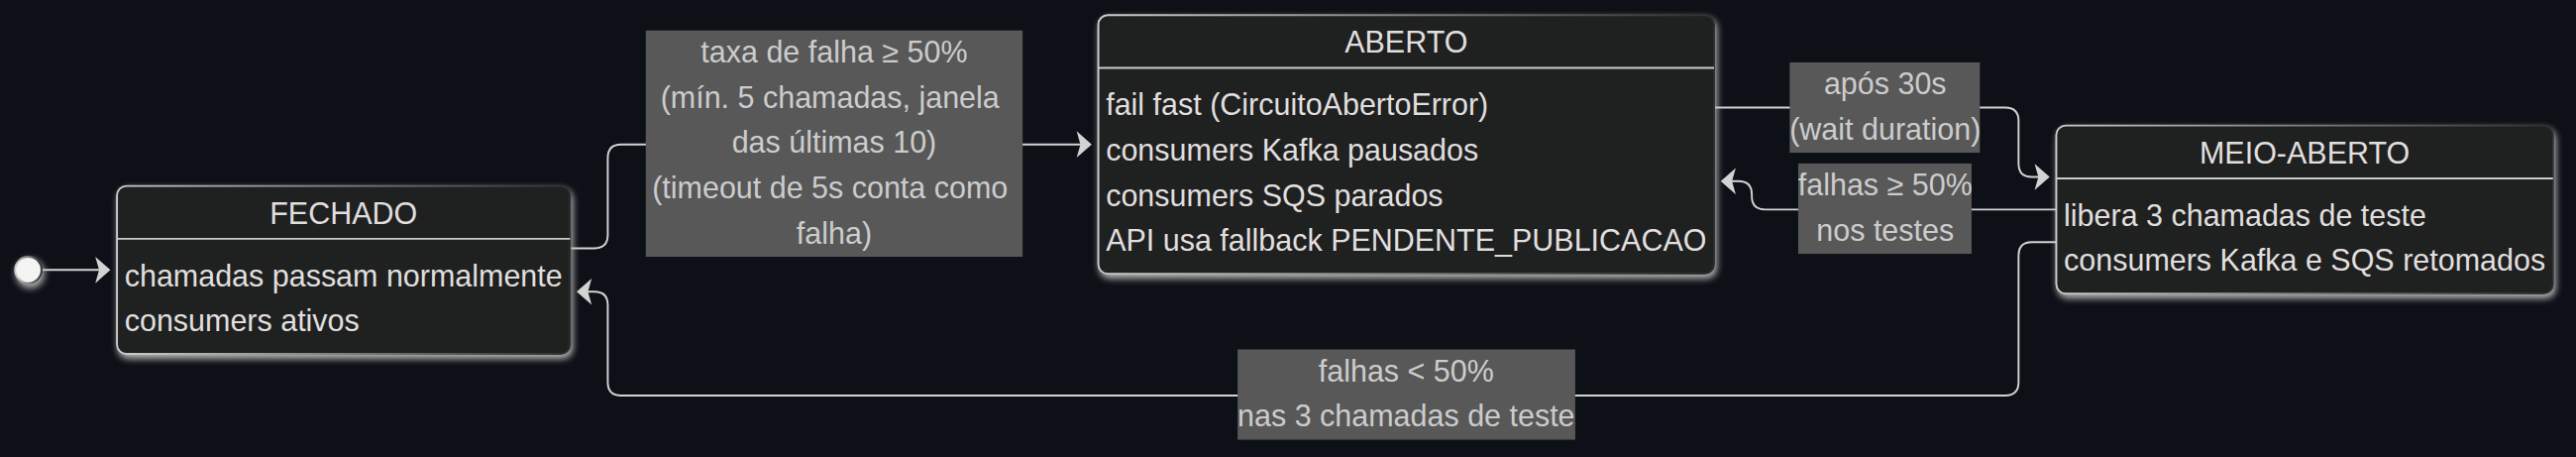 FECHADO
chamadas passam normalmente
consumers ativos
taxa de falha ≥ 50%
(mín. 5 chamadas, janela
das últimas 10)
(timeout de 5s conta como
falha)
ABERTO
fail fast (CircuitoAbertoError)
consumers Kafka pausados
consumers SQS parados
API usa fallback PENDENTE_PUBLICACAO
após 30s
(wait duration)
falhas ≥ 50%
nos testes
MEIO-ABERTO
libera 3 chamadas de teste
consumers Kafka e SQS retomados
falhas < 50%
nas 3 chamadas de teste